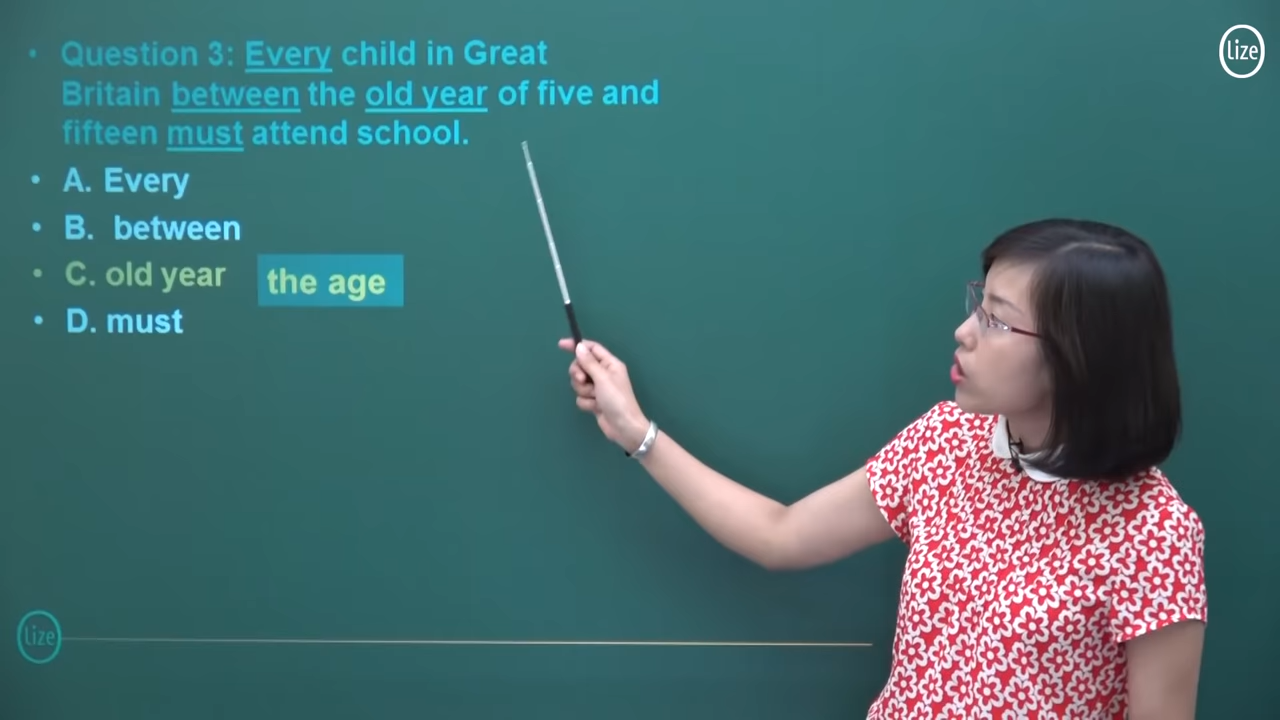 lize
• Question 3: Every child in Great
Britain between the old year of five and
fifteen must attend school.
• A. Every
• B. between
• C. old year
the age
• D. must
lize